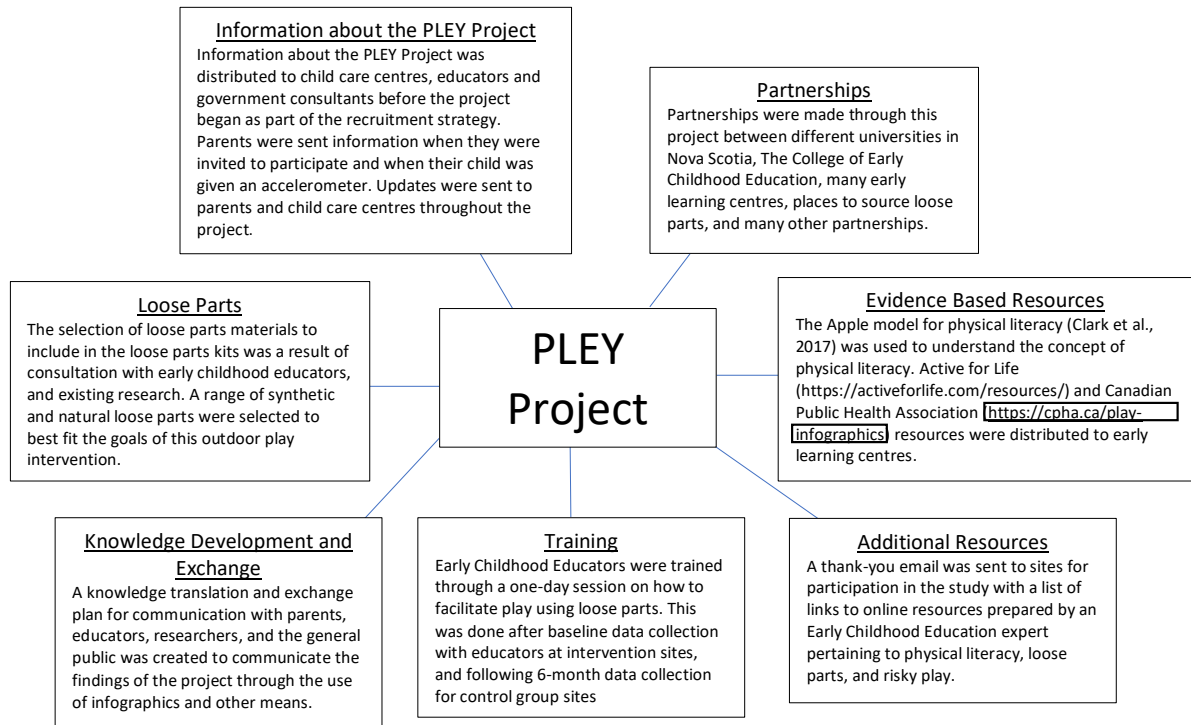 Information about the PLEY Project
Information about the PLEY Project was
distributed to child care centres, educators and
government consultants before the project
began as part of the recruitment strategy.
Parents were sent information when they were
invited to participate and when their child was
given an accelerometer. Updates were sent to
parents and child care centres throughout the
project.
Partnerships
Partnerships were made through this
project between different universities in
Nova Scotia, The College of Early
Childhood Education, many early
learning centres, places to source loose
parts, and many other partnerships.
Loose Parts
The selection of loose parts materials to
include in the loose parts kits was a result of
consultation with early childhood educators,
and existing research. A range of synthetic
and natural loose parts were selected to
best fit the goals of this outdoor play
intervention.
PLEY
Project
Evidence Based Resources
The Apple model for physical literacy (Clark et al.,
2017) was used to understand the concept of
physical literacy. Active for Life
(https://activeforlife.com/resources/) and Canadian
Public Health Association (https://cpha.ca/play-
infographics) resources were distributed to early
learning centres.
Knowledge Development and
Exchange
A knowledge translation and exchange
plan for communication with parents,
educators, researchers, and the general
public was created to communicate the
findings of the project through the use
of infographics and other means.
Training
Early Childhood Educators were trained
through a one-day session on how to
facilitate play using loose parts. This
was done after baseline data collection
with educators at intervention sites,
and following 6-month data collection
for control group sites
Additional Resources
A thank-you email was sent to sites for
participation in the study with a list of
links to online resources prepared by an
Early Childhood Education expert
pertaining to physical literacy, loose
parts, and risky play.